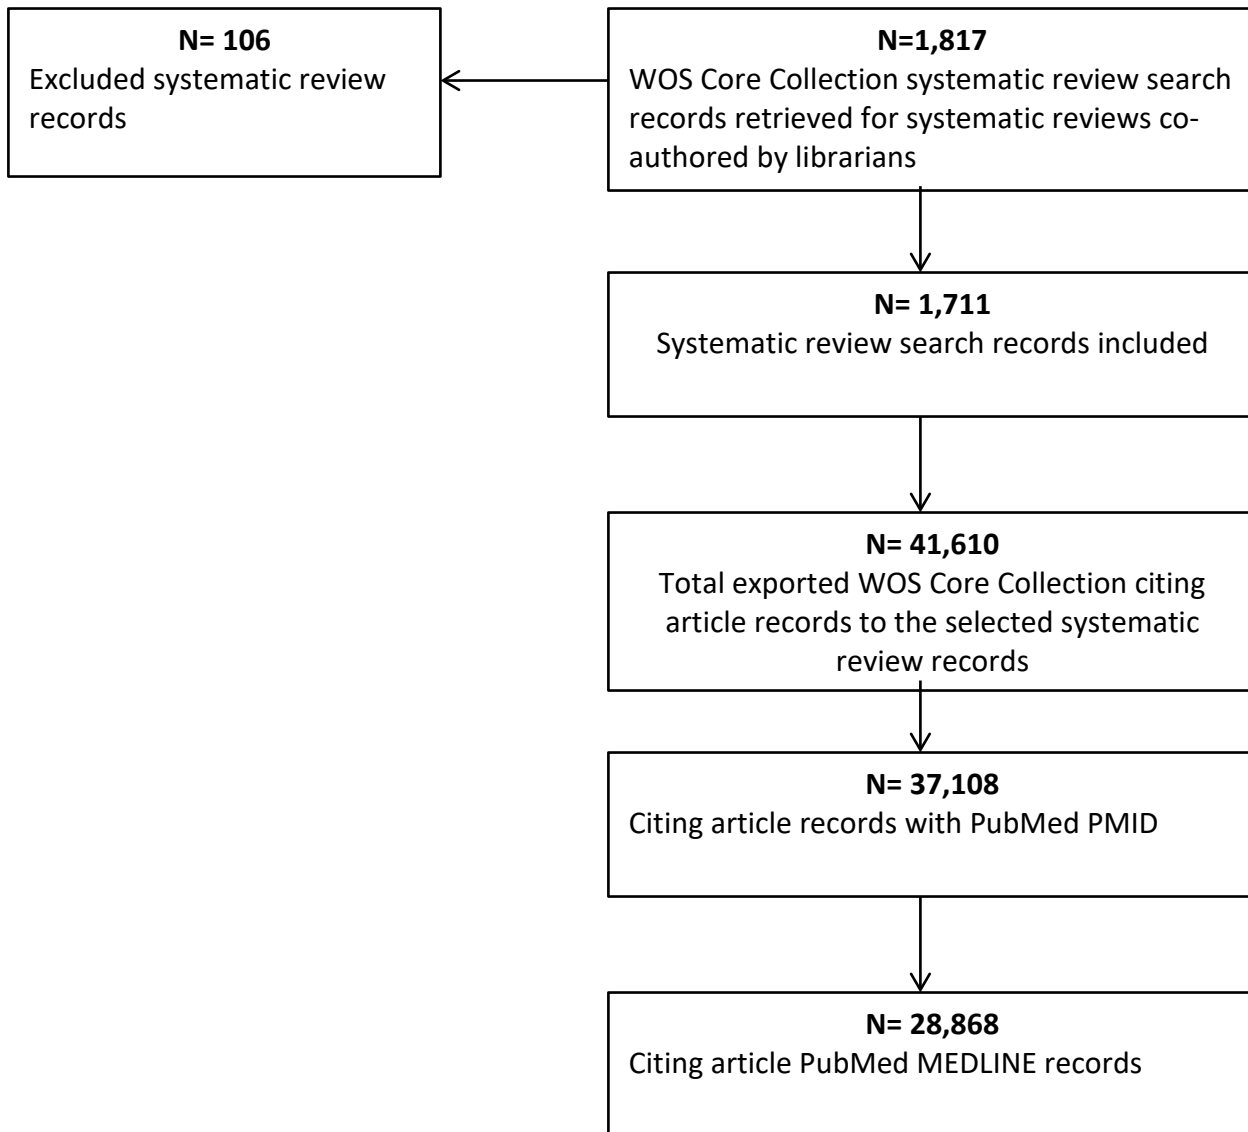 N= 106
Excluded systematic review
records
N=1,817
WOS Core Collection systematic review search
records retrieved for systematic reviews co-
authored by librarians
N= 1,711
Systematic review search records included
N= 41,610
Total exported WOS Core Collection citing
article records to the selected systematic
review records
N= 37,108
Citing article records with PubMed PMID
N= 28,868
Citing article PubMed MEDLINE records